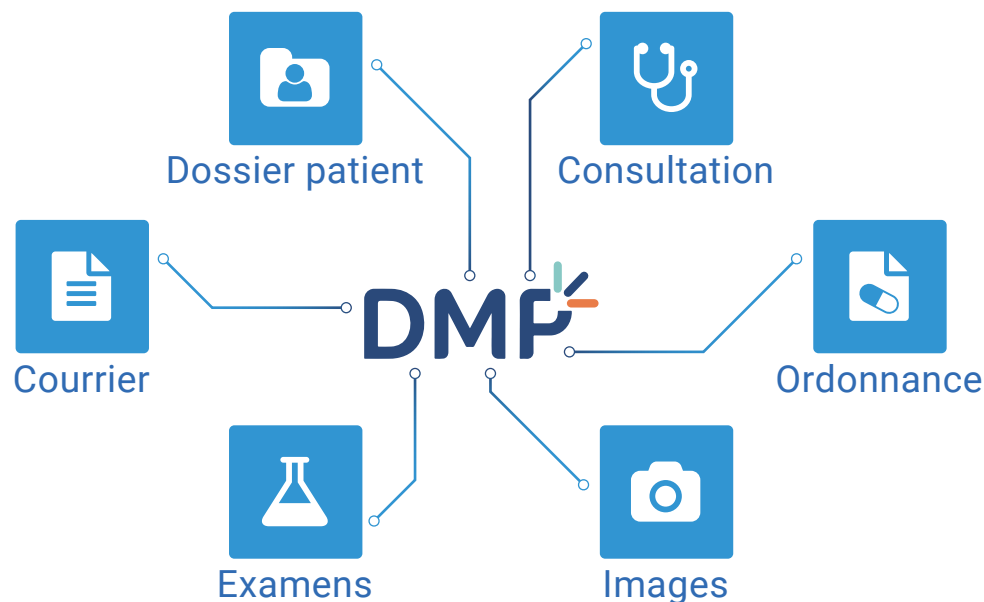 Dossier patient
Consultation
Courrier
DMP
Ordonnance
Examens
Images